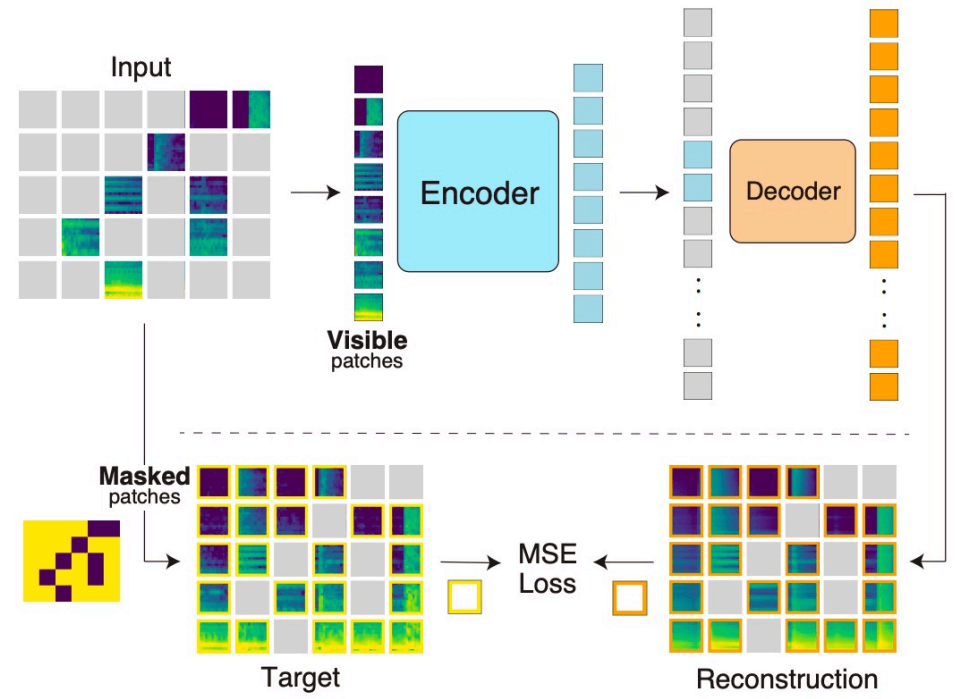 Input
Encoder
Decoder
Visible
patches
Masked
patches
MSE
Loss
Target
Reconstruction